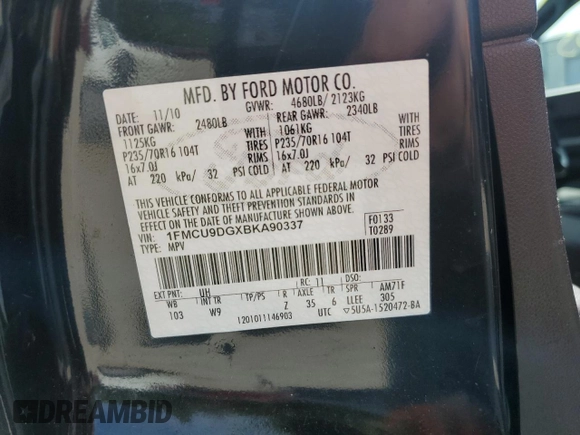 MFD. BY FORD MOTOR CO.
DATE: 11/10 GVWR: 4680LB/ 2123KG
FRONT GAWR: 2480LB REAR GAWR: 2340LB
1125KG WITH 1061KG WITH
P235/70R16 104T TIRES P235/70R16 104T TIRES
16x7.0J RIMS 16x7.0J RIMS
AT 220 kPa/ 32 PSI COLD AT 220 kPa/ 32 PSI COLD
THIS VEHICLE CONFORMS TO ALL APPLICABLE FEDERAL MOTOR
VEHICLE SAFETY AND THEFT PREVENTION STANDARDS IN
EFFECT ON THE DATE OF MANUFACTURE SHOWN ABOVE.
VIN: 1FMCU9DGXBKA90337 F0133
TYPE: MPV T0289
EXT PNT: UH RC: 11 DSO:
WB INT TR TP/PS R AXLE TR SPR AM71F
103 W9 Z 35 6 LLEE 305
1201011146903 UTC 5U5A-1520472-BA
DREAMBID.COM